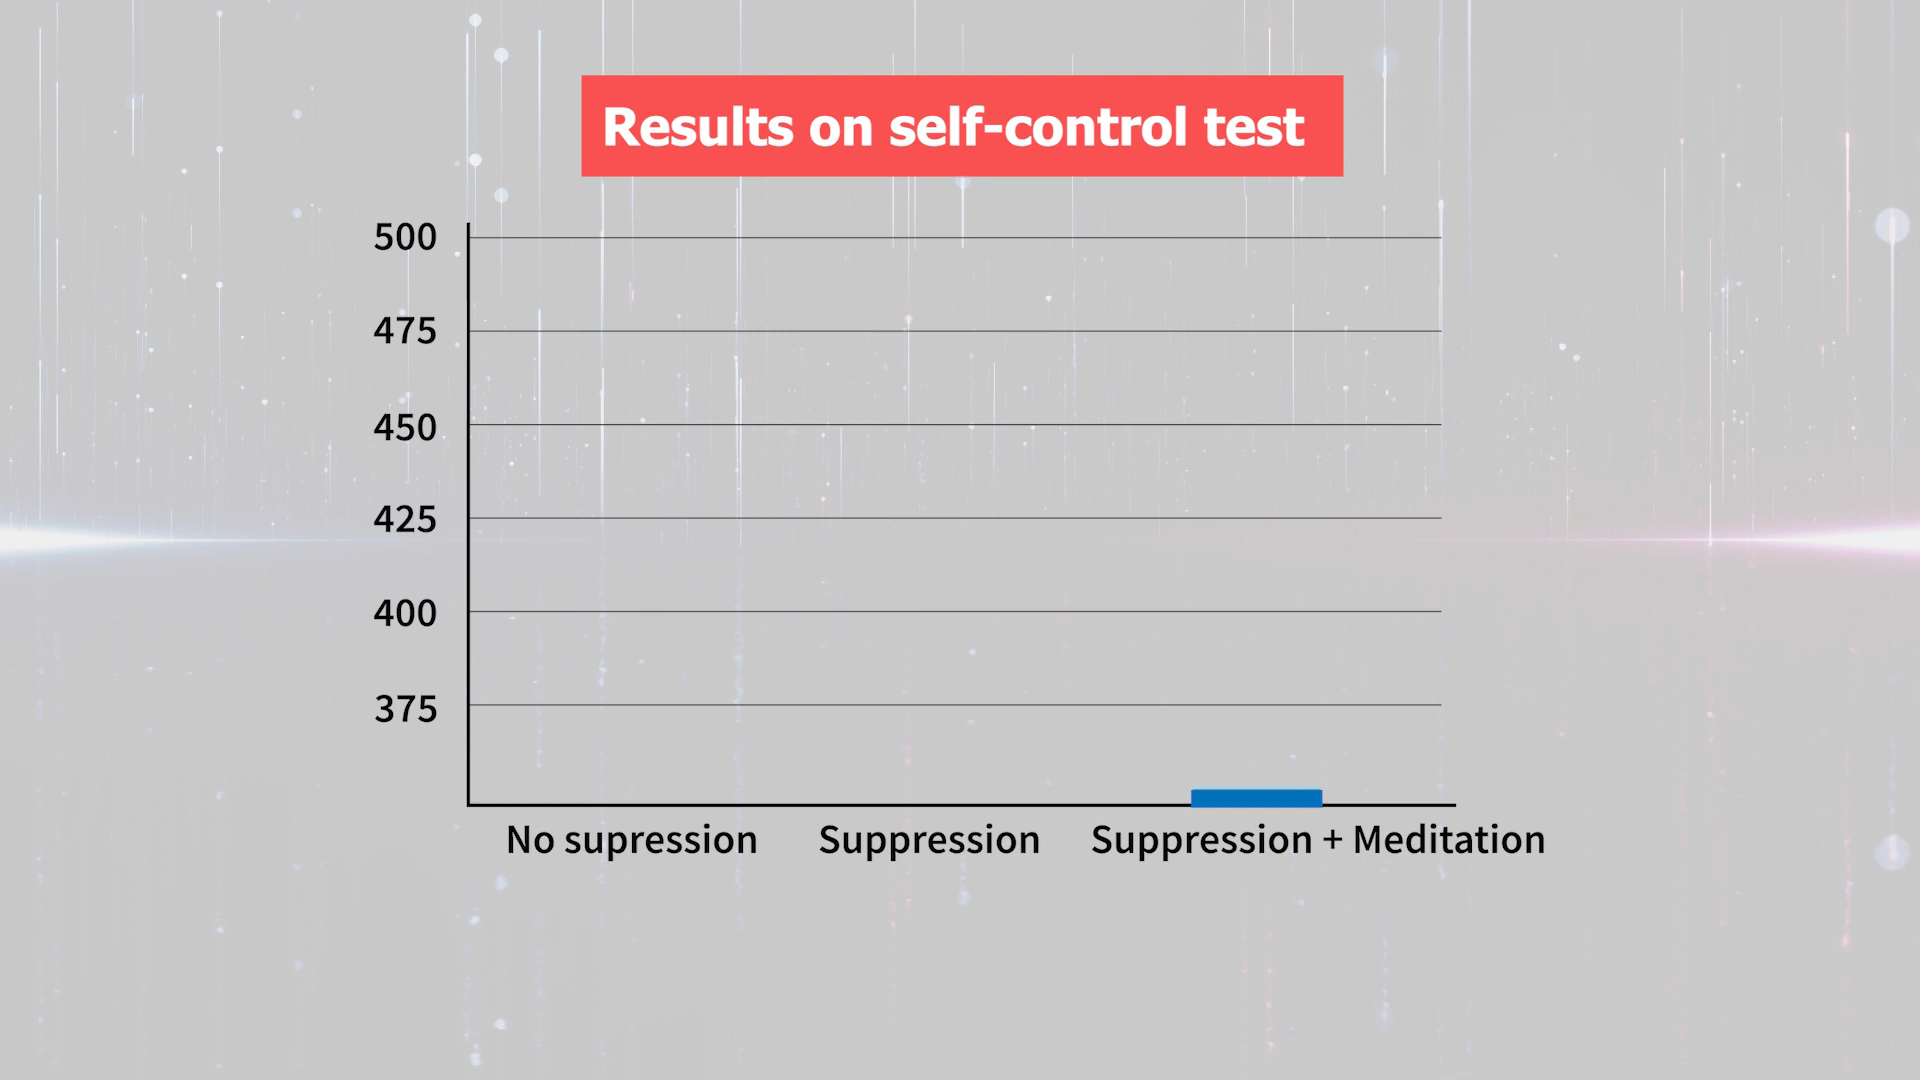 Results on self-control test
500
475
450
425
400
375
No supression
Suppression
Suppression + Meditation